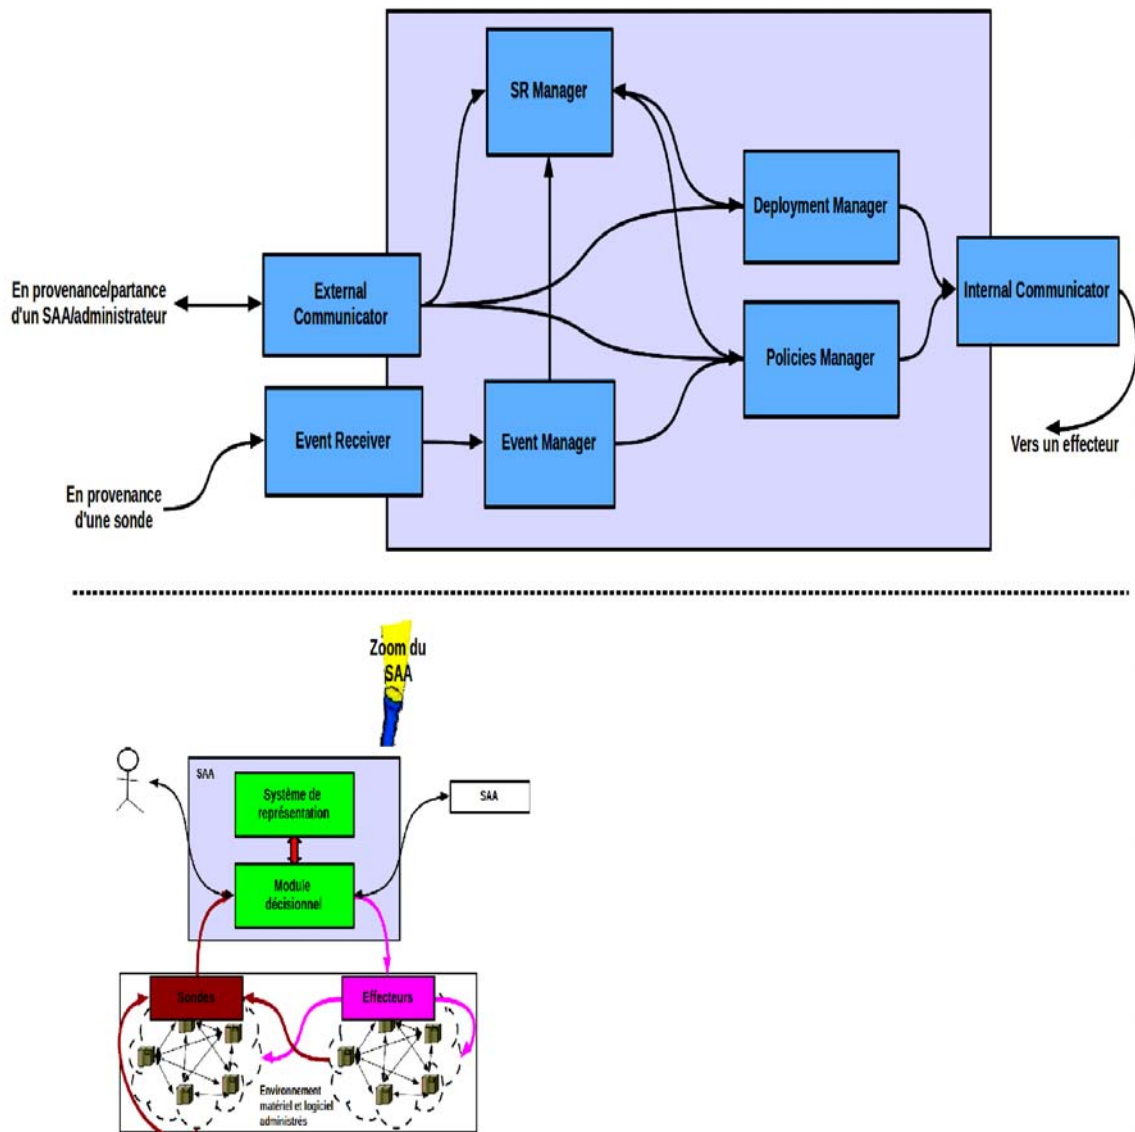 SR Manager
Deployment Manager
External
Communicator
En provenance/partance
d'un SAA/administrateur
Internal Communicator
Policies Manager
Event Receiver
Event Manager
Vers un effecteur
En provenance
d'une sonde
Zoom du
SAA
SAA
Système de
représentation
SAA
Module
décisionnel
Sondes
Effecteurs
Environnement
matériel et logiciel
administrés